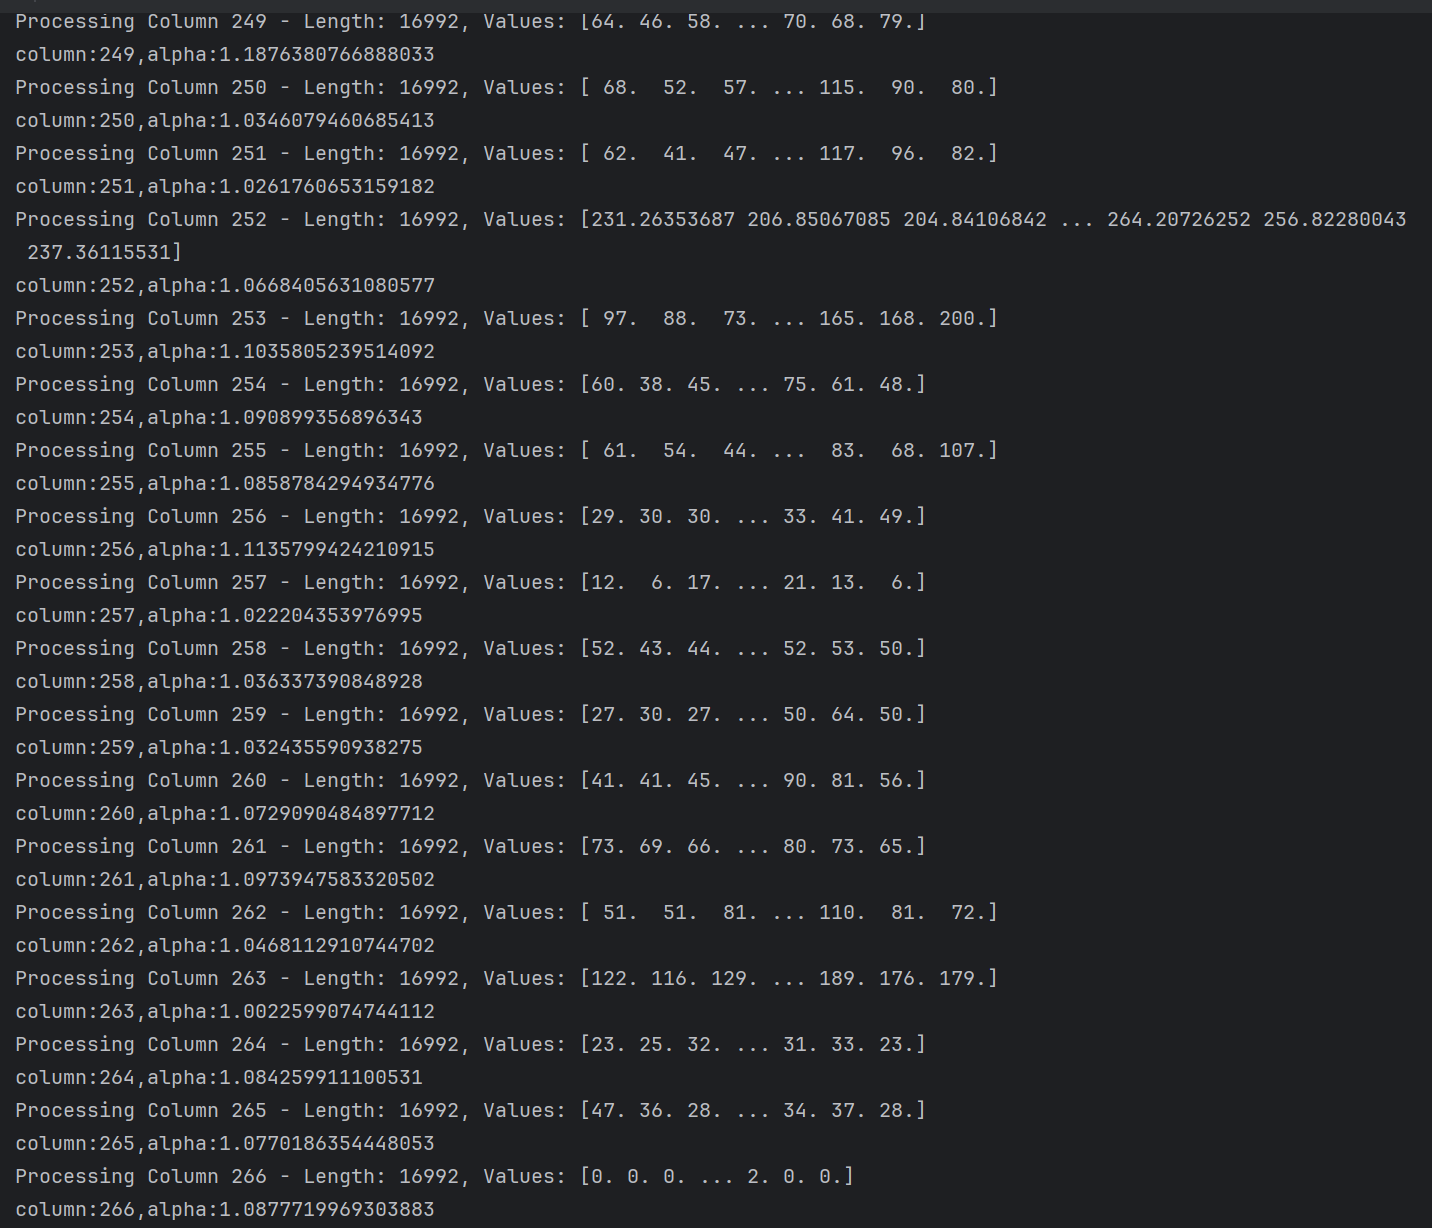 Processing Column 249 - Length: 16992, Values: [64. 46. 58. ... 70. 68. 79.]
column:249,alpha:1.1876380766888033
Processing Column 250 - Length: 16992, Values: [ 68.  52.  57. ... 115.  90.  80.]
column:250,alpha:1.0346079460685413
Processing Column 251 - Length: 16992, Values: [ 62.  41.  47. ... 117.  96.  82.]
column:251,alpha:1.0261760653159182
Processing Column 252 - Length: 16992, Values: [231.26353687 206.85067085 204.84106842 ... 264.20726252 256.82280043
 237.36115531]
column:252,alpha:1.0668405631080577
Processing Column 253 - Length: 16992, Values: [ 97.  88.  73. ... 165. 168. 200.]
column:253,alpha:1.1035805239514092
Processing Column 254 - Length: 16992, Values: [60. 38. 45. ... 75. 61. 48.]
column:254,alpha:1.090899356896343
Processing Column 255 - Length: 16992, Values: [ 61.  54.  44. ...  83.  68. 107.]
column:255,alpha:1.0858784294934776
Processing Column 256 - Length: 16992, Values: [29. 30. 30. ... 33. 41. 49.]
column:256,alpha:1.1135799424210915
Processing Column 257 - Length: 16992, Values: [12.  6. 17. ... 21. 13.  6.]
column:257,alpha:1.022204353976995
Processing Column 258 - Length: 16992, Values: [52. 43. 44. ... 52. 53. 50.]
column:258,alpha:1.036337390848928
Processing Column 259 - Length: 16992, Values: [27. 30. 27. ... 50. 64. 50.]
column:259,alpha:1.032435590938275
Processing Column 260 - Length: 16992, Values: [41. 41. 45. ... 90. 81. 56.]
column:260,alpha:1.0729090484897712
Processing Column 261 - Length: 16992, Values: [73. 69. 66. ... 80. 73. 65.]
column:261,alpha:1.0973947583320502
Processing Column 262 - Length: 16992, Values: [ 51.  51.  81. ... 110.  81.  72.]
column:262,alpha:1.0468112910744702
Processing Column 263 - Length: 16992, Values: [122. 116. 129. ... 189. 176. 179.]
column:263,alpha:1.0022599074744112
Processing Column 264 - Length: 16992, Values: [23. 25. 32. ... 31. 33. 23.]
column:264,alpha:1.084259911100531
Processing Column 265 - Length: 16992, Values: [47. 36. 28. ... 34. 37. 28.]
column:265,alpha:1.0770186354448053
Processing Column 266 - Length: 16992, Values: [0. 0. 0. ... 2. 0. 0.]
column:266,alpha:1.0877719969303883